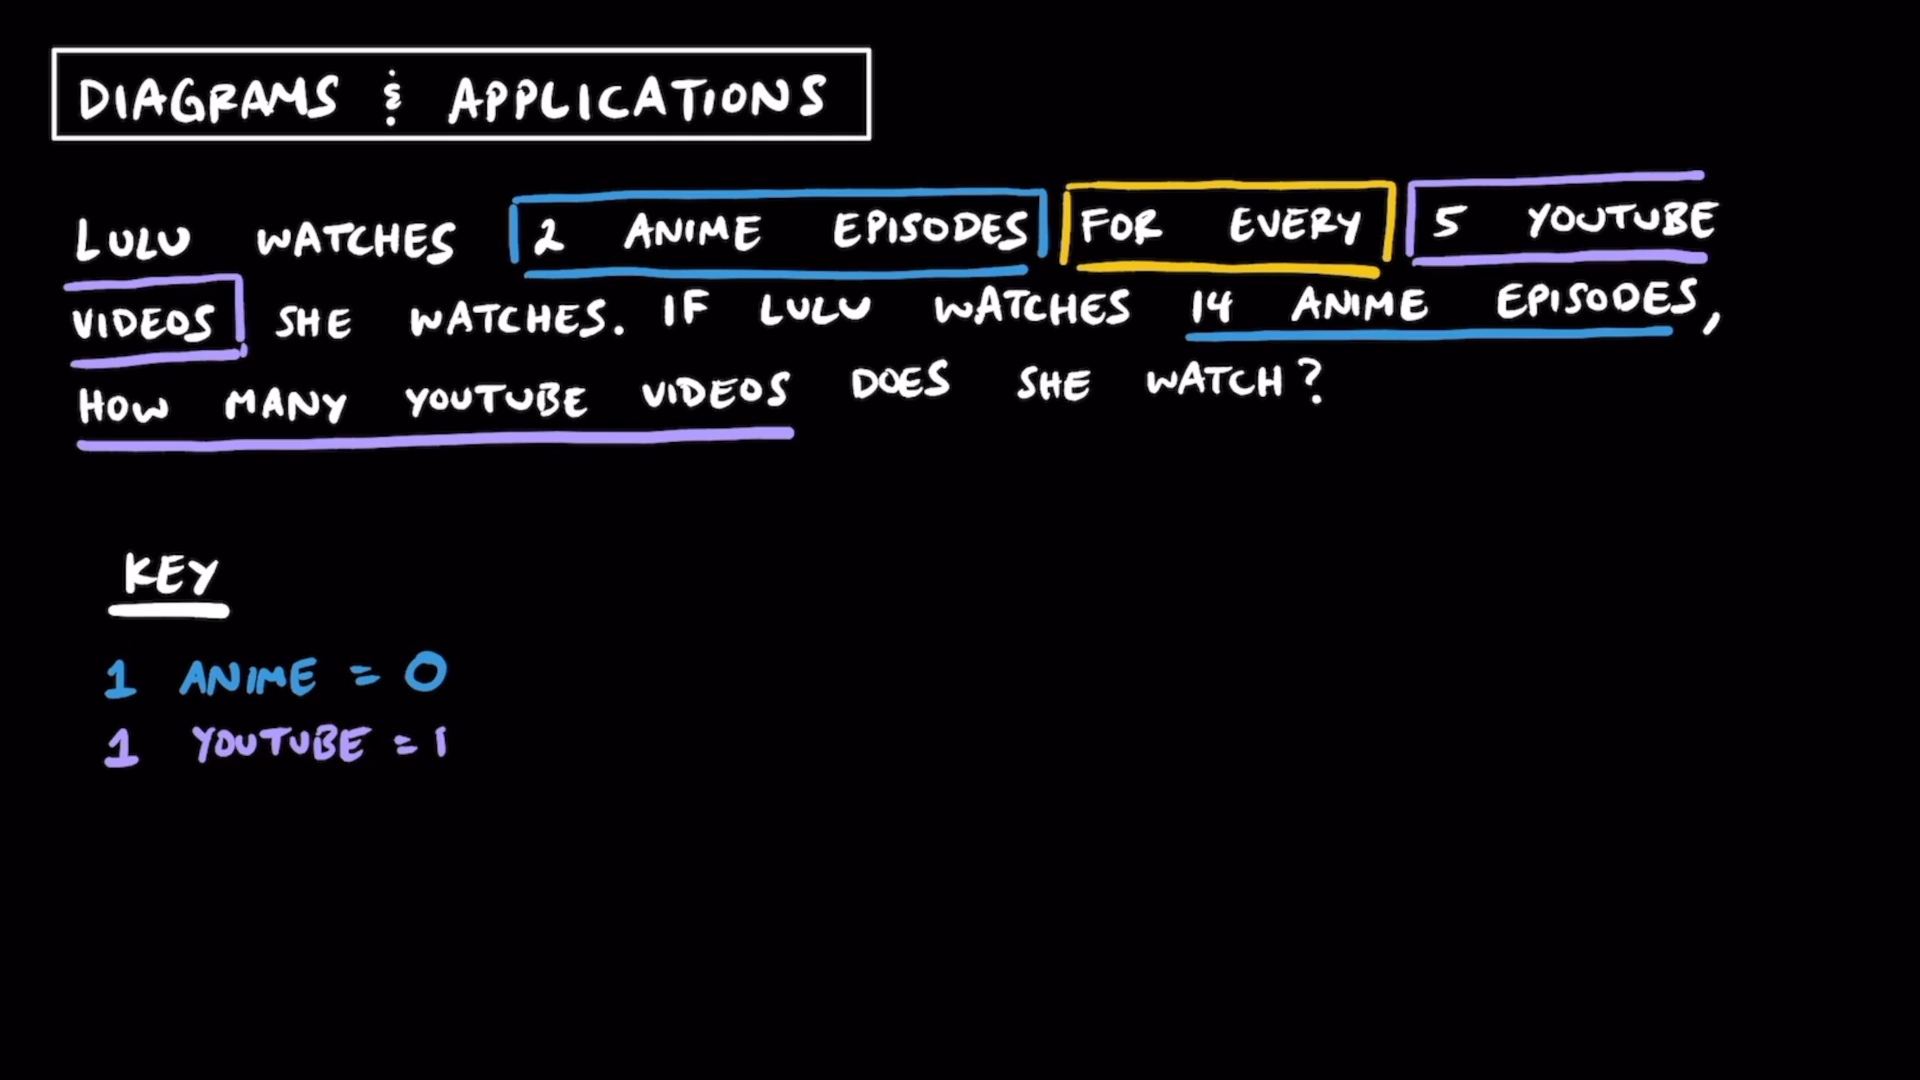 DIAGRAMS & APPLICATIONS
LULU WATCHES 2 ANIME EPISODES FOR EVERY 5 YOUTUBE
VIDEOS SHE WATCHES. IF LULU WATCHES 14 ANIME EPISODES,
HOW MANY YOUTUBE VIDEOS DOES SHE WATCH?
KEY
1 ANIME = O
1 YOUTUBE = I